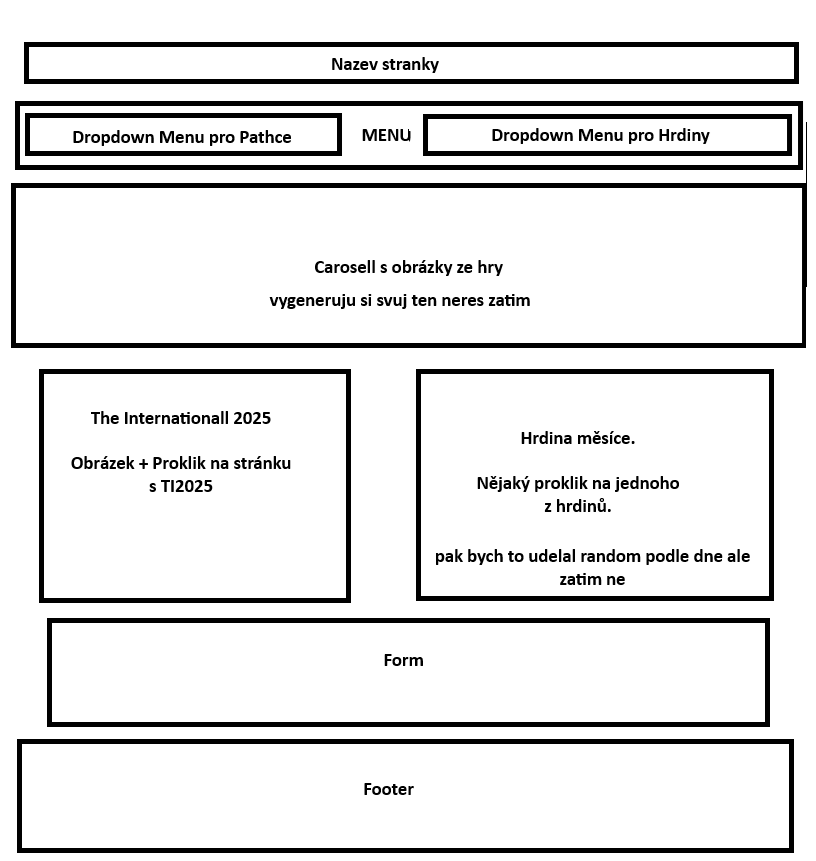 Nazev stranky
Dropdown Menu pro Pathce
MENU
Dropdown Menu pro Hrdiny
Carosell s obrázky ze hry
vygeneruju si svuj ten neres zatim
The Internationall 2025
Obrázek + Proklik na stránku
s TI2025
Hrdina měsíce.
Nějaký proklik na jednoho
z hrdinů.
pak bych to udelal random podle dne ale
zatim ne
Form
Footer